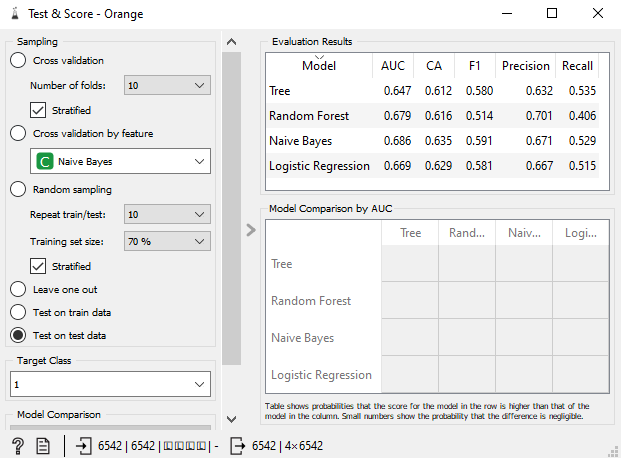 Test & Score - Orange
Sampling
Cross validation
Number of folds: 10
Stratified
Cross validation by feature
C Naive Bayes
Random sampling
Repeat train/test: 10
Training set size: 70 %
Stratified
Leave one out
Test on train data
Test on test data
Target Class
1
Model Comparison
Evaluation Results
Model AUC CA F1 Precision Recall
Tree 0.647 0.612 0.580 0.632 0.535
Random Forest 0.679 0.616 0.514 0.701 0.406
Naive Bayes 0.686 0.635 0.591 0.671 0.529
Logistic Regression 0.669 0.629 0.581 0.667 0.515
Model Comparison by AUC
Tree Rand... Naiv... Logi...
Tree
Random Forest
Naive Bayes
Logistic Regression
Table shows probabilities that the score for the model in the row is higher than that of the
model in the column. Small numbers show the probability that the difference is negligible.
? 6542 | 6542 | | - 6542 | 4×6542